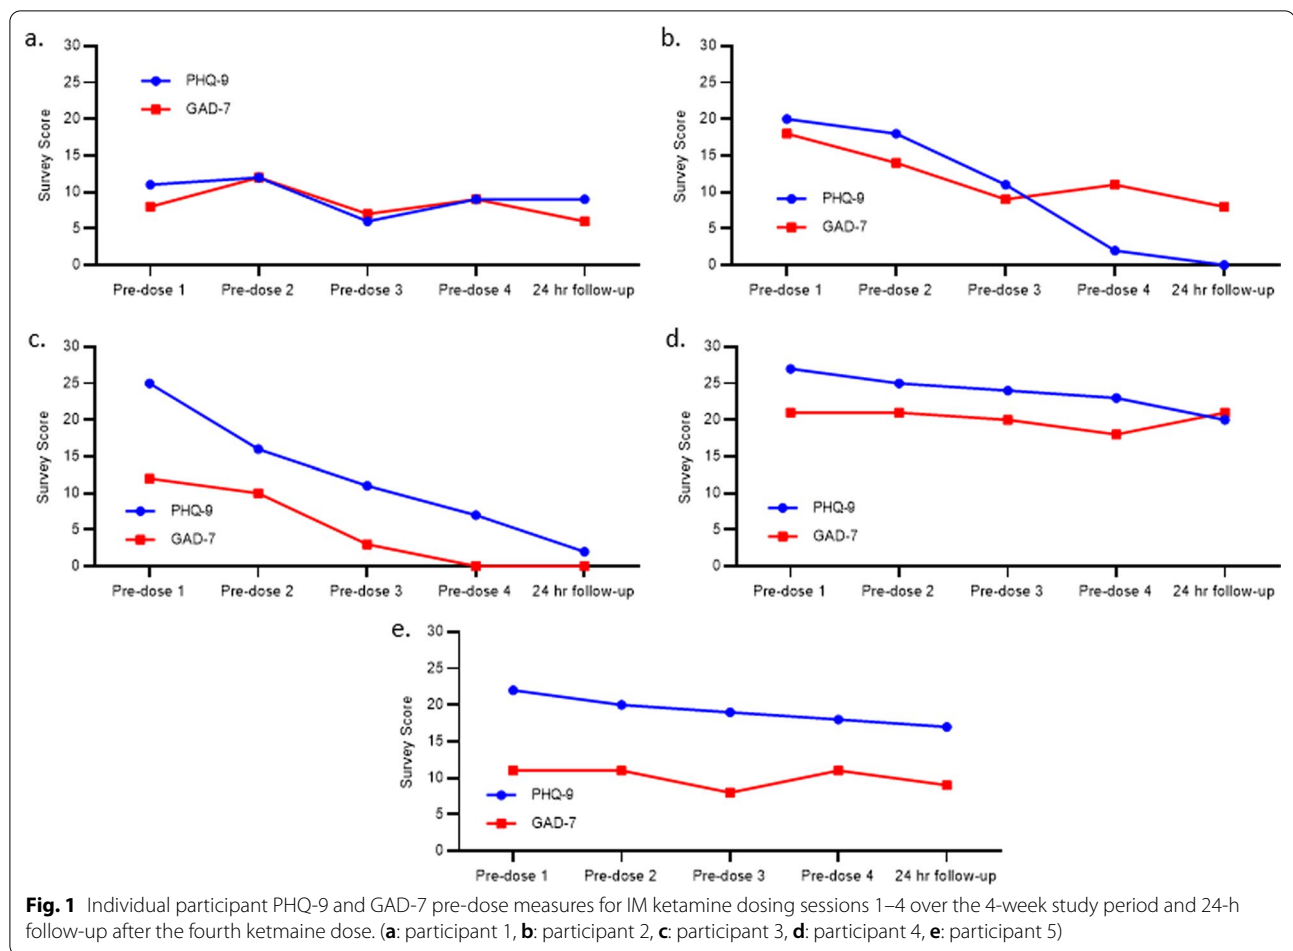 a.
30
25
20
15
10
5
0
Survey Score
PHQ-9
GAD-7
Pre-dose 1 Pre-dose 2 Pre-dose 3 Pre-dose 4 24 hr follow-up
b.
30
25
20
15
10
5
0
Survey Score
PHQ-9
GAD-7
Pre-dose 1 Pre-dose 2 Pre-dose 3 Pre-dose 4 24 hr follow-up
c.
30
25
20
15
10
5
0
Survey Score
PHQ-9
GAD-7
Pre-dose 1 Pre-dose 2 Pre-dose 3 Pre-dose 4 24 hr follow-up
d.
30
25
20
15
10
5
0
Survey Score
PHQ-9
GAD-7
Pre-dose 1 Pre-dose 2 Pre-dose 3 Pre-dose 4 24 hr follow-up
e.
30
25
20
15
10
5
0
Survey Score
PHQ-9
GAD-7
Pre-dose 1 Pre-dose 2 Pre-dose 3 Pre-dose 4 24 hr follow-up
Fig. 1 Individual participant PHQ-9 and GAD-7 pre-dose measures for IM ketamine dosing sessions 1–4 over the 4-week study period and 24-h
follow-up after the fourth ketmaine dose. (a: participant 1, b: participant 2, c: participant 3, d: participant 4, e: participant 5)